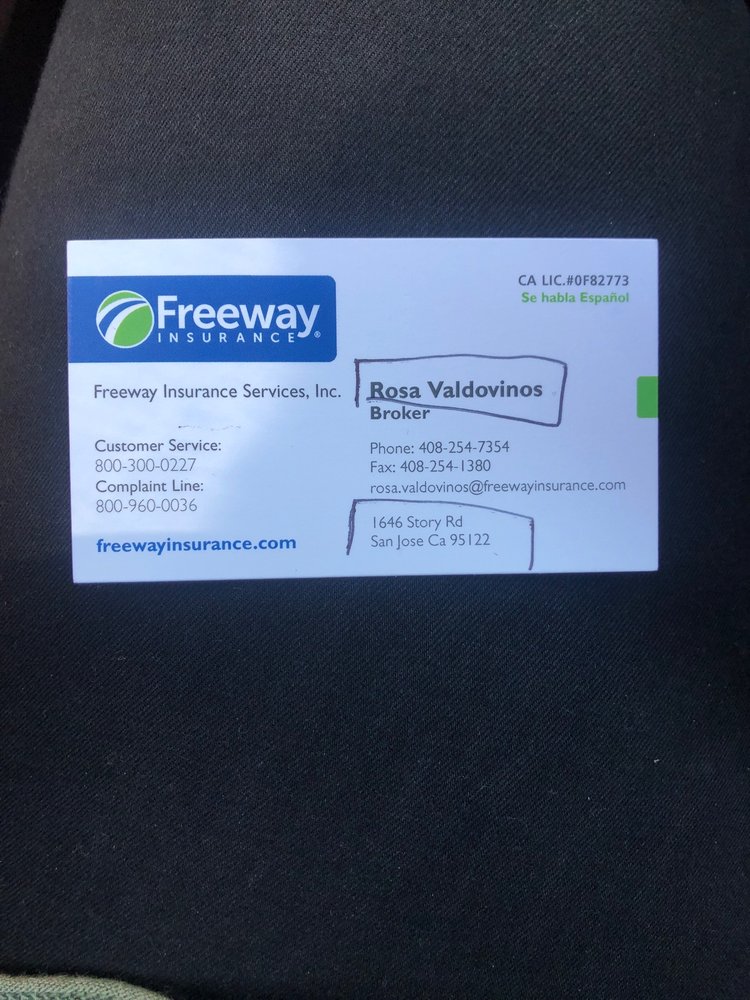 Freeway®
INSURANCE
CA LIC.#0F82773
Se habla Español
Freeway Insurance Services, Inc.
Customer Service:
800-300-0227
Complaint Line:
800-960-0036
freewayinsurance.com
Rosa Valdovinos
Broker
Phone: 408-254-7354
Fax: 408-254-1380
rosa.valdovinos@freewayinsurance.com
1646 Story Rd
San Jose Ca 95122